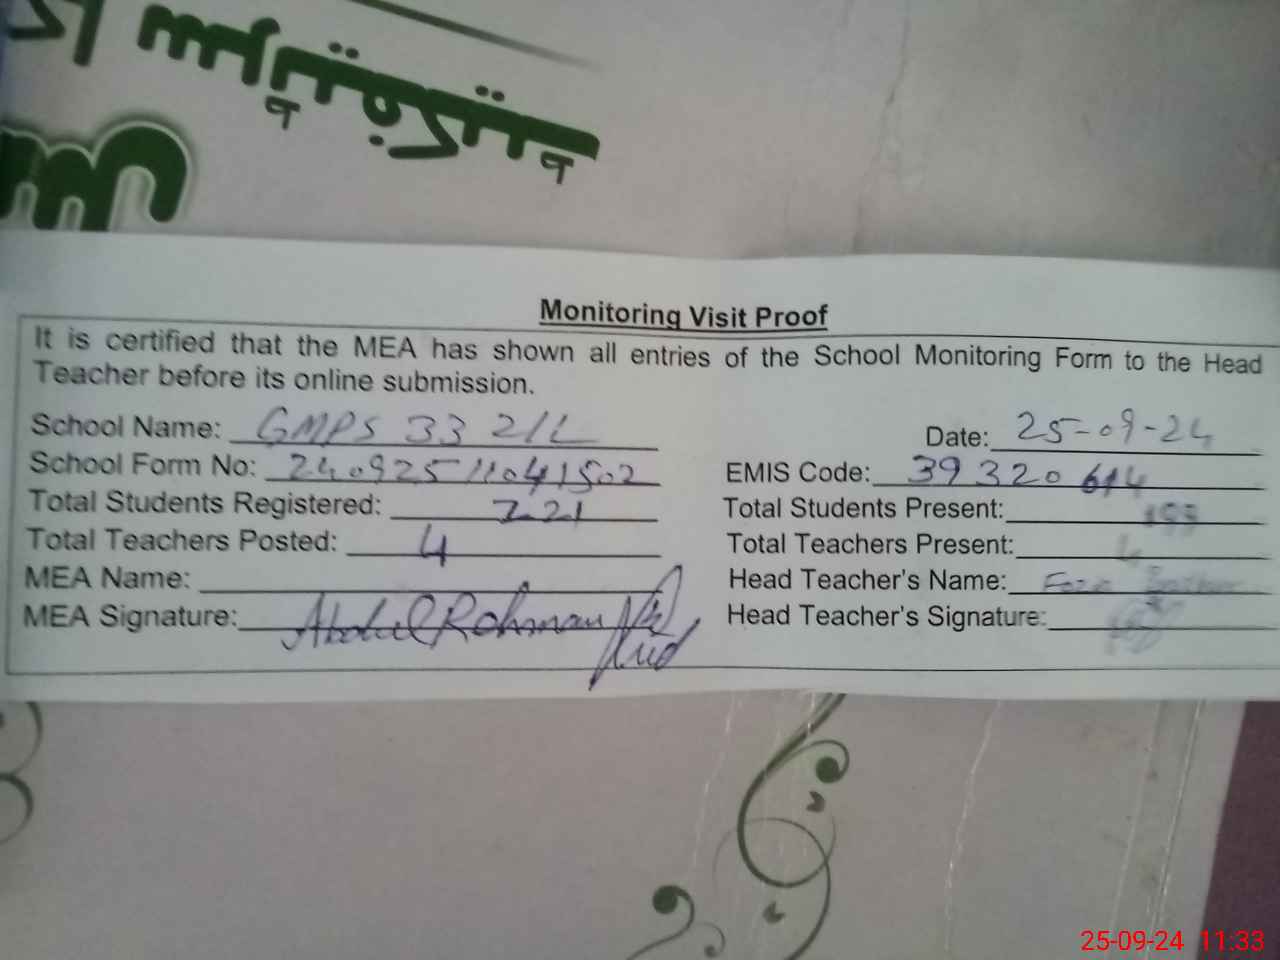 Monitoring Visit Proof
It is certified that the MEA has shown all entries of the School Monitoring Form to the Head
Teacher before its online submission.
School Name: GMPS 33 2/L Date: 25-09-24
School Form No: 24092511041502 EMIS Code: 39320614
Total Students Registered: 221 Total Students Present:
Total Teachers Posted: 4 Total Teachers Present: 4
MEA Name: Head Teacher's Name:
MEA Signature: Abdul Rahman Head Teacher's Signature:
25-09-24 11:33